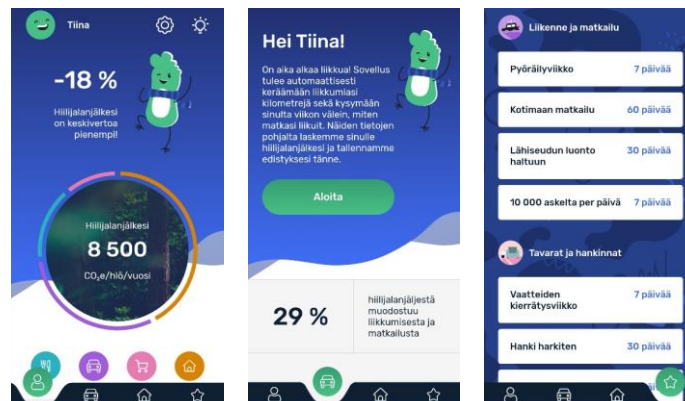 Tiina
-18 %
Hiilijalanjälkesi
on keskivertoa
pienempi!
Hiilijalanjälkesi
8 500
CO₂e/hlö/vuosi
Hei Tiina!
On aika alkaa liikkua! Sovellus
tulee automaattisesti
keräämään liikkumiasi
kilometrejä sekä kysymään
sinulta viikon välein, miten
matkasi liikuit. Näiden tietojen
pohjalta laskemme sinulle
hiilijalanjälkesi ja tallennamme
edistyksesi tänne.
Aloita
29 %
hiilijalanjäljestä
muodostuu
liikkumisesta ja
matkailusta
Liikenne ja matkailu
Pyöräilyviikko 7 päivää
Kotimaan matkailu 60 päivää
Lähiseudun luonto 30 päivää
haltuun
10 000 askelta per päivä 7 päivää
Tavarat ja hankinnat
Vaatteiden 7 päivää
kierrätysviikko
Hanki harkiten 30 päivää